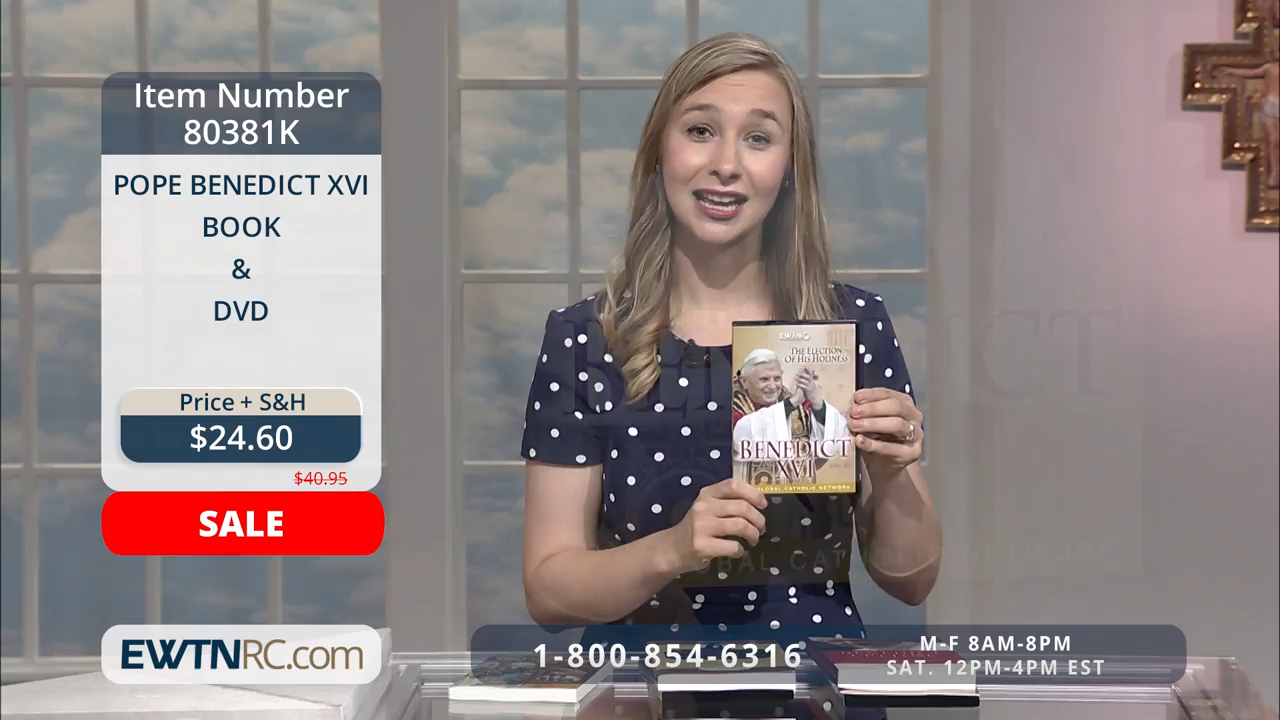 Item Number
80381K
POPE BENEDICT XVI
BOOK
&
DVD
Price + S&H
$24.60
$40.95
SALE
EWTN
THE ELECTION
OF HIS HOLINESS
BENEDICT
XVI
GLOBAL CATHOLIC NETWORK
EWTNRC.com
1-800-854-6316
M-F 8AM-8PM
SAT. 12PM-4PM EST